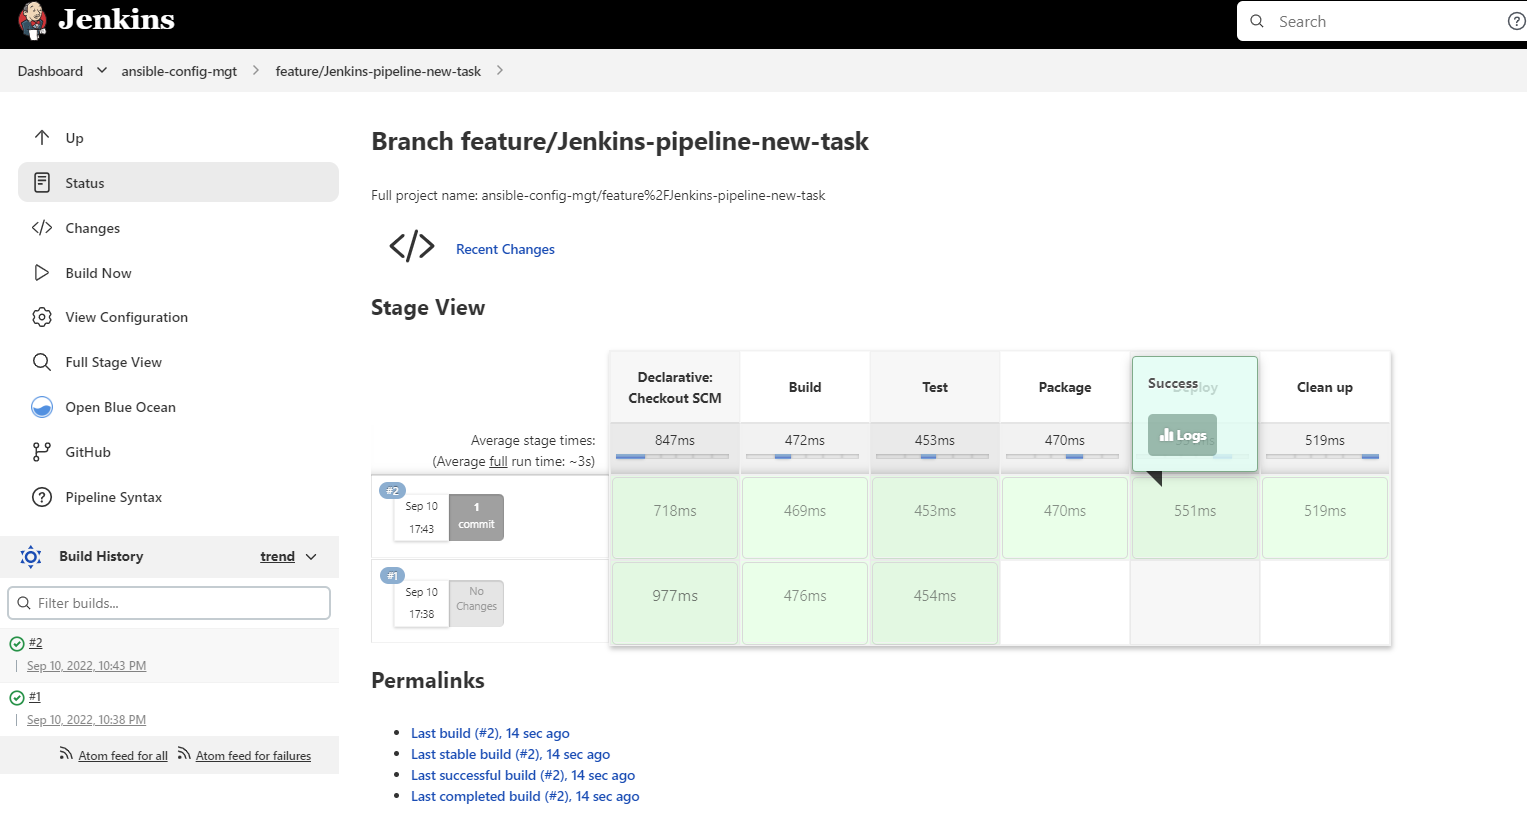 Jenkins
Search
Dashboard
ansible-config-mgt
feature/Jenkins-pipeline-new-task
Up
Status
Changes
Build Now
View Configuration
Full Stage View
Open Blue Ocean
GitHub
Pipeline Syntax
Build History
trend
Filter builds...
#2
Sep 10, 2022, 10:43 PM
#1
Sep 10, 2022, 10:38 PM
Atom feed for all
Atom feed for failures
Branch feature/Jenkins-pipeline-new-task
Full project name: ansible-config-mgt/feature%2FJenkins-pipeline-new-task
</> Recent Changes
Stage View
Declarative:
Checkout SCM
Build
Test
Package
Deploy
Clean up
Success
Logs
Average stage times:
(Average full run time: ~3s)
847ms
472ms
453ms
470ms
519ms
#2
Sep 10
17:43
1
commit
718ms
469ms
453ms
470ms
551ms
519ms
#1
Sep 10
17:38
No
Changes
977ms
476ms
454ms
Permalinks
Last build (#2), 14 sec ago
Last stable build (#2), 14 sec ago
Last successful build (#2), 14 sec ago
Last completed build (#2), 14 sec ago